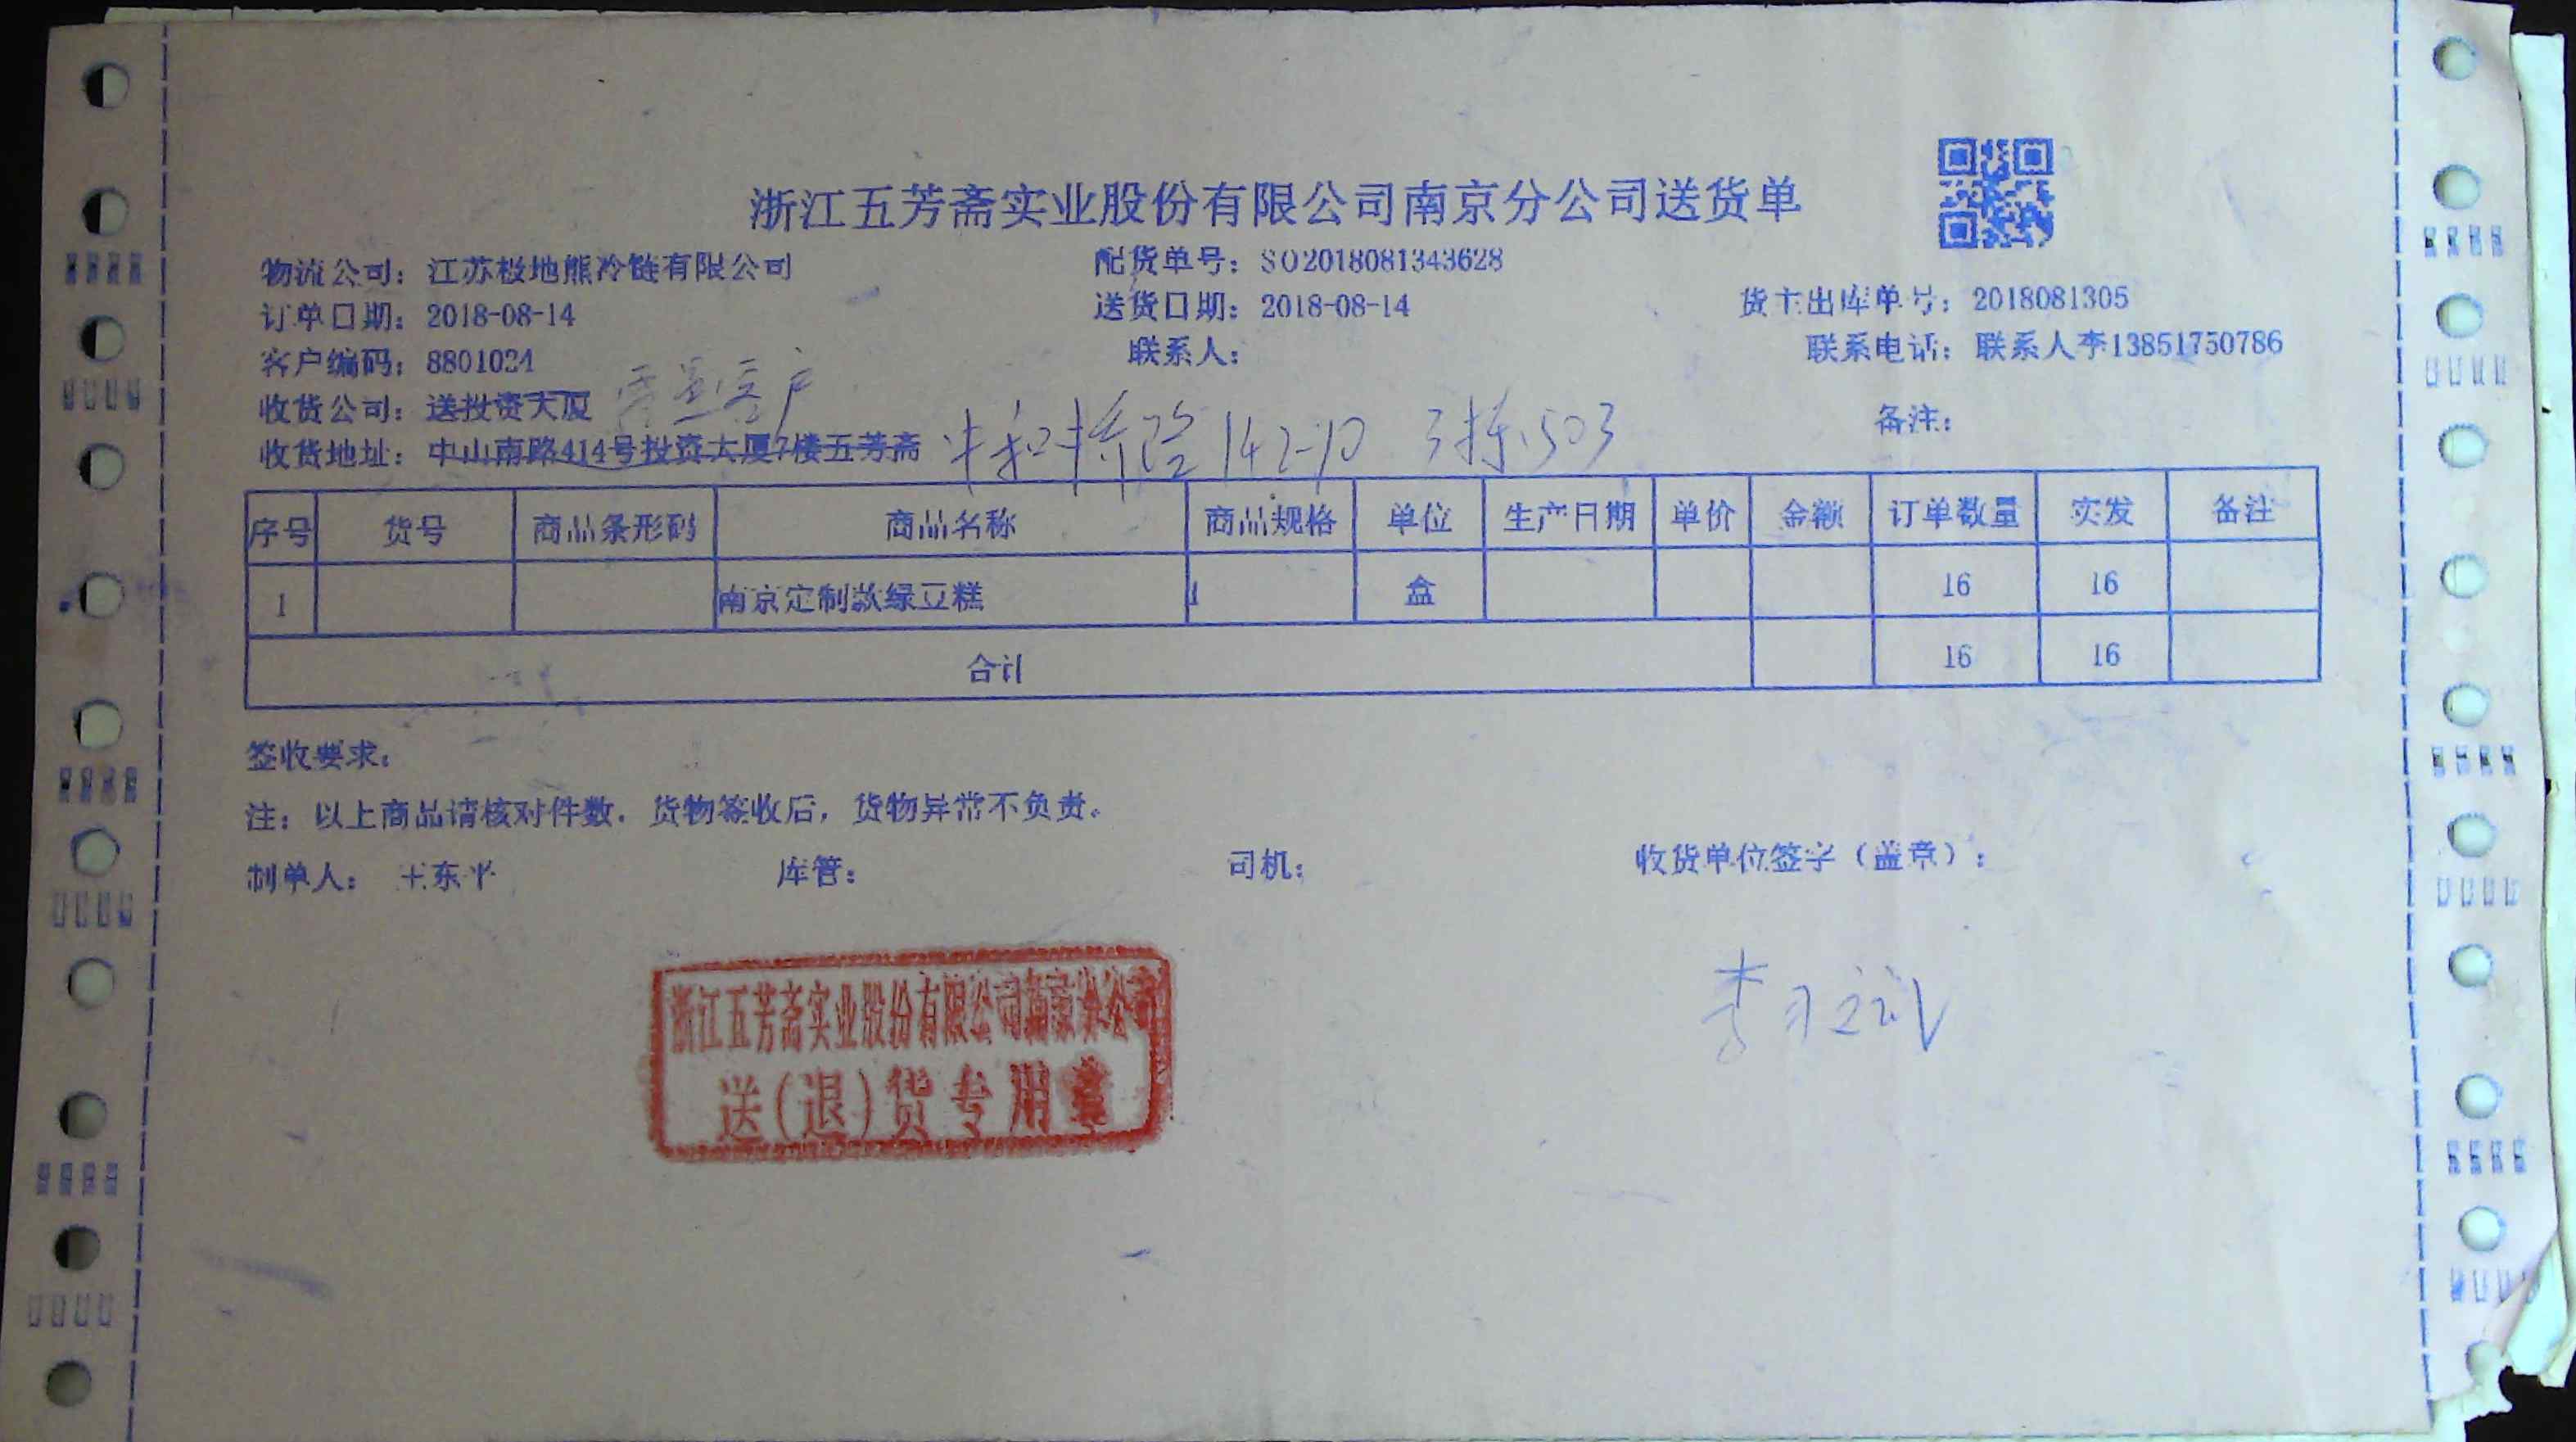 浙江五芳斋实业股份有限公司南京分公司送货单
物流公司：江苏极地熊冷链有限公司 配货单号：SO2018081343628
订单日期：2018-08-14 送货日期：2018-08-14 货主出库单号：2018081305
客户编码：8801024 联系人： 联系电话：联系人李13851750786
收货公司：送投资大厦 客户 备注：
收货地址：中山南路414号投资大厦7楼五芳斋 142-10 3栋503
序号 货号 商品条形码 商品名称 商品规格 单位 生产日期 单价 金额 订单数量 实发 备注
1 南京定制款绿豆糕 1 盒 16 16
合计 16 16
签收要求：
注：以上商品请核对件数，货物签收后，货物异常不负责。
制单人：王东平 库管： 司机： 收货单位签字（盖章）：
浙江五芳斋实业股份有限公司南京分公司
送(退)货专用章